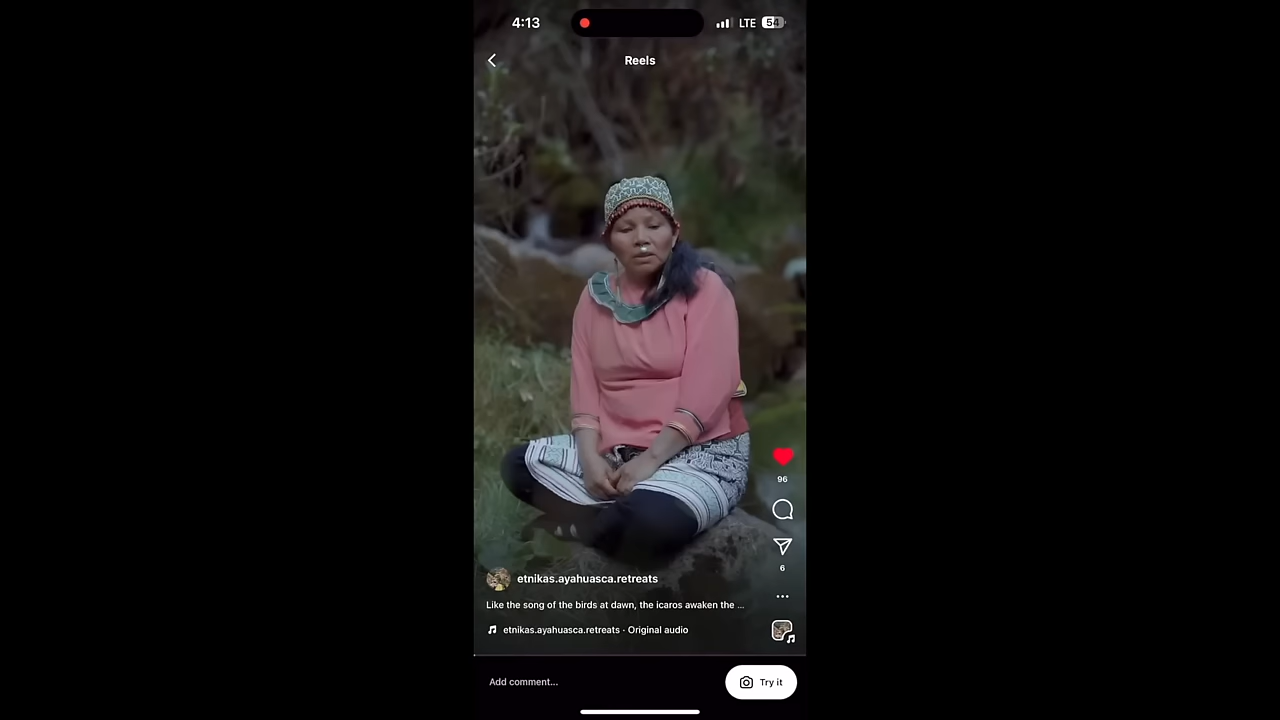 4:13
LTE 54
Reels
96
6
etnikas.ayahuasca.retreats
Like the song of the birds at dawn, the icaros awaken the ...
etnikas.ayahuasca.retreats · Original audio
Add comment...
Try it